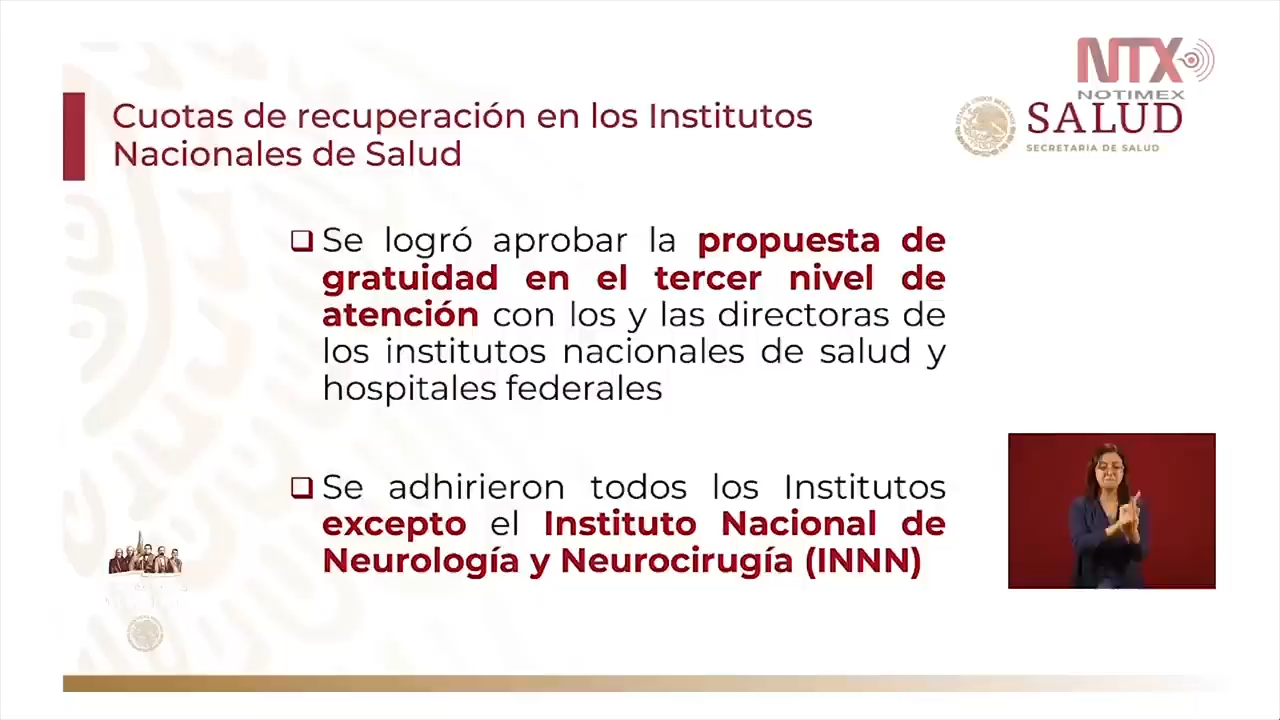 NTX
NOTIMEX
Cuotas de recuperación en los Institutos
Nacionales de Salud
SALUD
SECRETARÍA DE SALUD
❑ Se logró aprobar la propuesta de
gratuidad en el tercer nivel de
atención con los y las directoras de
los institutos nacionales de salud y
hospitales federales
❑ Se adhirieron todos los Institutos
excepto el Instituto Nacional de
Neurología y Neurocirugía (INNN)